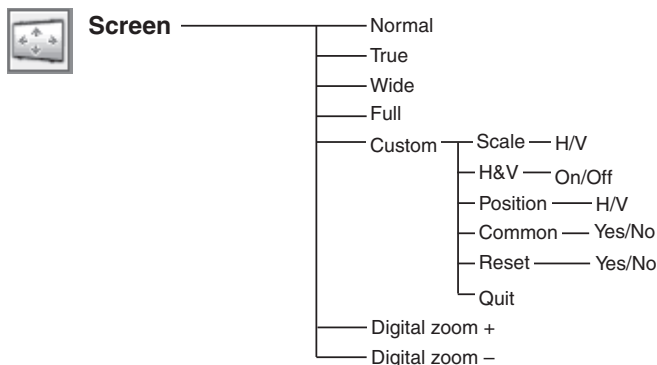 Screen Normal
True
Wide
Full
Custom Scale H/V
H&V On/Off
Position H/V
Common Yes/No
Reset Yes/No
Quit
Digital zoom +
Digital zoom –